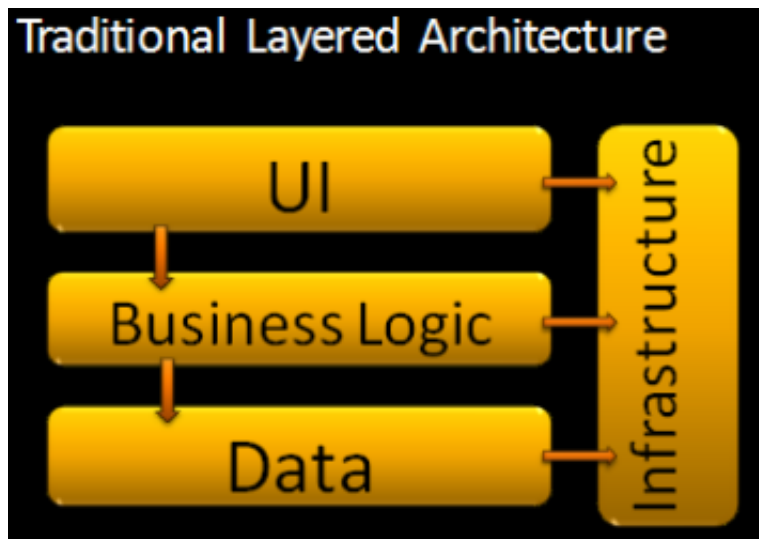 Traditional Layered Architecture
UI
Business Logic
Data
Infrastructure